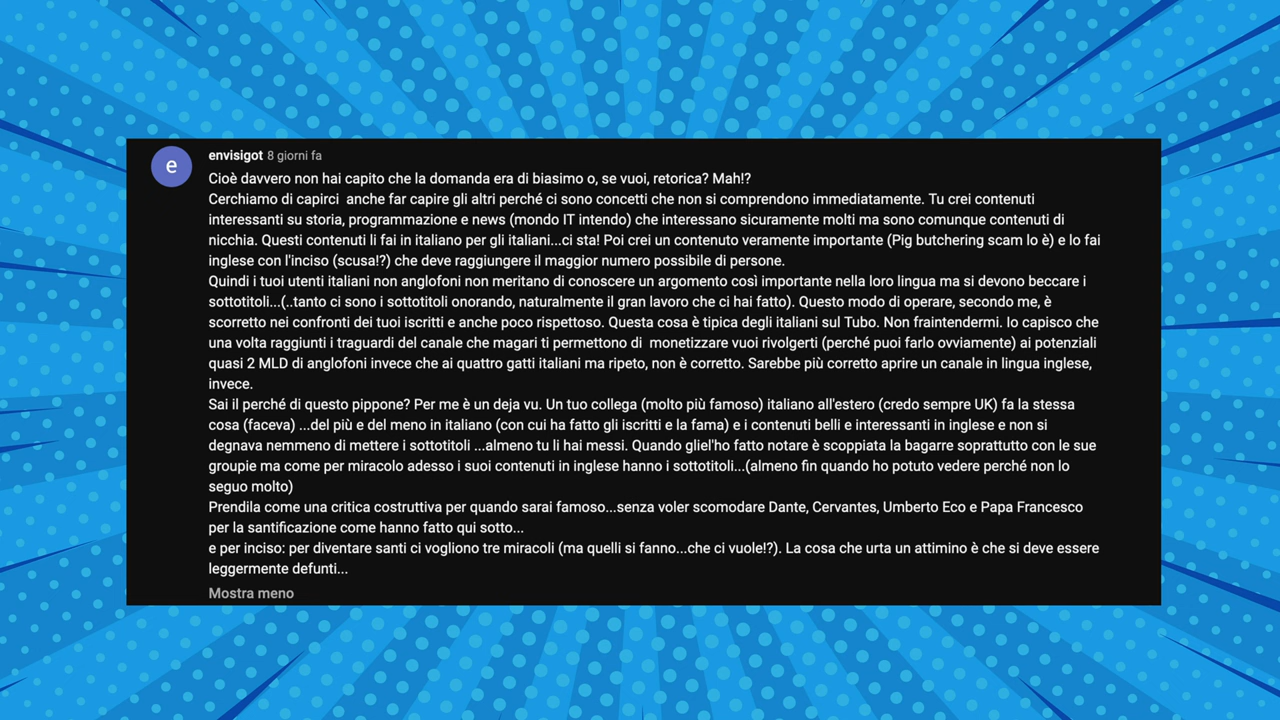 e
envisigot 8 giorni fa
Cioè davvero non hai capito che la domanda era di biasimo o, se vuoi, retorica? Mah!?
Cerchiamo di capirci  anche far capire gli altri perché ci sono concetti che non si comprendono immediatamente. Tu crei contenuti
interessanti su storia, programmazione e news (mondo IT intendo) che interessano sicuramente molti ma sono comunque contenuti di
nicchia. Questi contenuti li fai in italiano per gli italiani...ci sta! Poi crei un contenuto veramente importante (Pig butchering scam lo è) e lo fai
inglese con l'inciso (scusa!?) che deve raggiungere il maggior numero possibile di persone.
Quindi i tuoi utenti italiani non anglofoni non meritano di conoscere un argomento così importante nella loro lingua ma si devono beccare i
sottotitoli...(..tanto ci sono i sottotitoli onorando, naturalmente il gran lavoro che ci hai fatto). Questo modo di operare, secondo me, è
scorretto nei confronti dei tuoi iscritti e anche poco rispettoso. Questa cosa è tipica degli italiani sul Tubo. Non fraintendermi. Io capisco che
una volta raggiunti i traguardi del canale che magari ti permettono di  monetizzare vuoi rivolgerti (perché puoi farlo ovviamente) ai potenziali
quasi 2 MLD di anglofoni invece che ai quattro gatti italiani ma ripeto, non è corretto. Sarebbe più corretto aprire un canale in lingua inglese,
invece.
Sai il perché di questo pippone? Per me è un deja vu. Un tuo collega (molto più famoso) italiano all'estero (credo sempre UK) fa la stessa
cosa (faceva) ...del più e del meno in italiano (con cui ha fatto gli iscritti e la fama) e i contenuti belli e interessanti in inglese e non si
degnava nemmeno di mettere i sottotitoli ...almeno tu li hai messi. Quando gliel'ho fatto notare è scoppiata la bagarre soprattutto con le sue
groupie ma come per miracolo adesso i suoi contenuti in inglese hanno i sottotitoli...(almeno fin quando ho potuto vedere perché non lo
seguo molto)
Prendila come una critica costruttiva per quando sarai famoso...senza voler scomodare Dante, Cervantes, Umberto Eco e Papa Francesco
per la santificazione come hanno fatto qui sotto...
e per inciso: per diventare santi ci vogliono tre miracoli (ma quelli si fanno...che ci vuole!?). La cosa che urta un attimino è che si deve essere
leggermente defunti...
Mostra meno